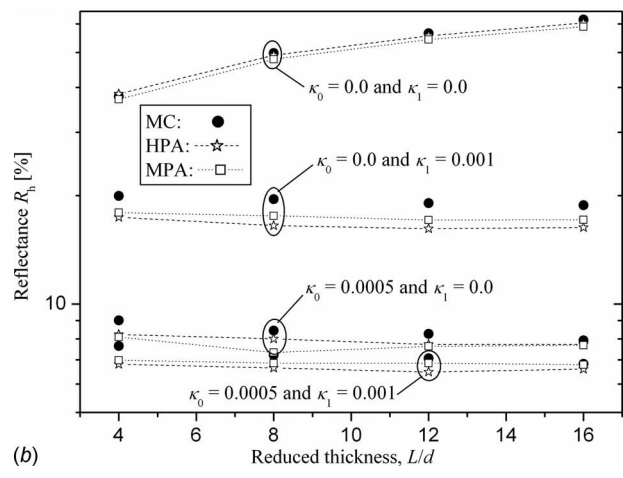 κ₀ = 0.0 and κ₁ = 0.0
MC:
HPA:
MPA:
κ₀ = 0.0 and κ₁ = 0.001
Reflectance Rₕ [%]
10
κ₀ = 0.0005 and κ₁ = 0.0
κ₀ = 0.0005 and κ₁ = 0.001
4 6 8 10 12 14 16
(b) Reduced thickness, L/d